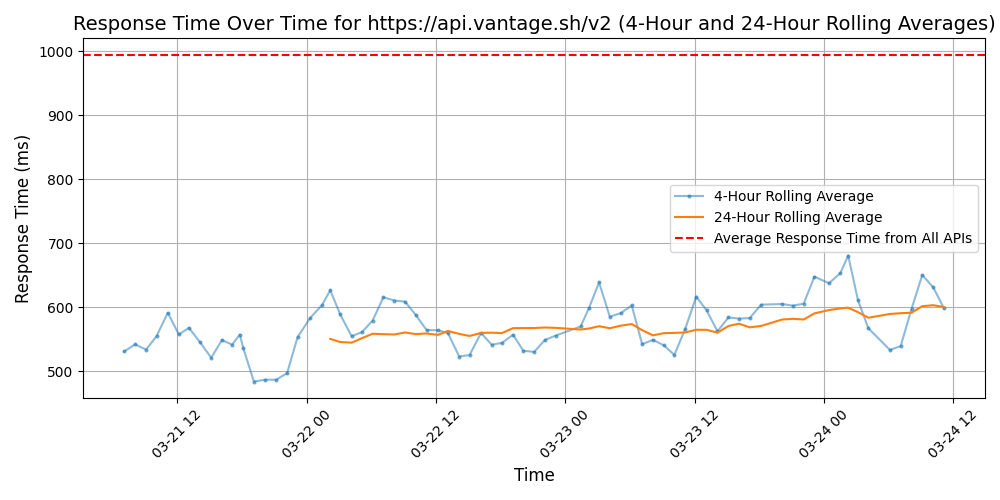 Response Time Over Time for https://api.vantage.sh/v2 (4-Hour and 24-Hour Rolling Averages)
Response Time (ms)
1000
900
800
700
600
500
4-Hour Rolling Average
24-Hour Rolling Average
Average Response Time from All APIs
03-21 12
03-22 00
03-22 12
03-23 00
03-23 12
03-24 00
03-24 12
Time